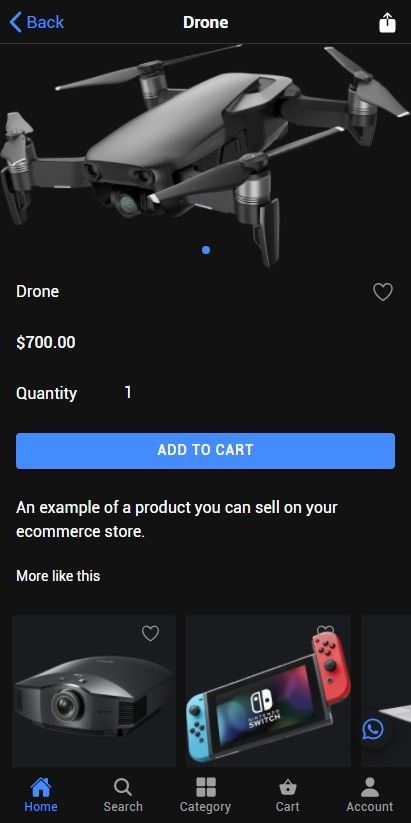 Back
Drone
Drone
$700.00
Quantity 1
ADD TO CART
An example of a product you can sell on your
ecommerce store.
More like this
NINTENDO
SWITCH
Home Search Category Cart Account